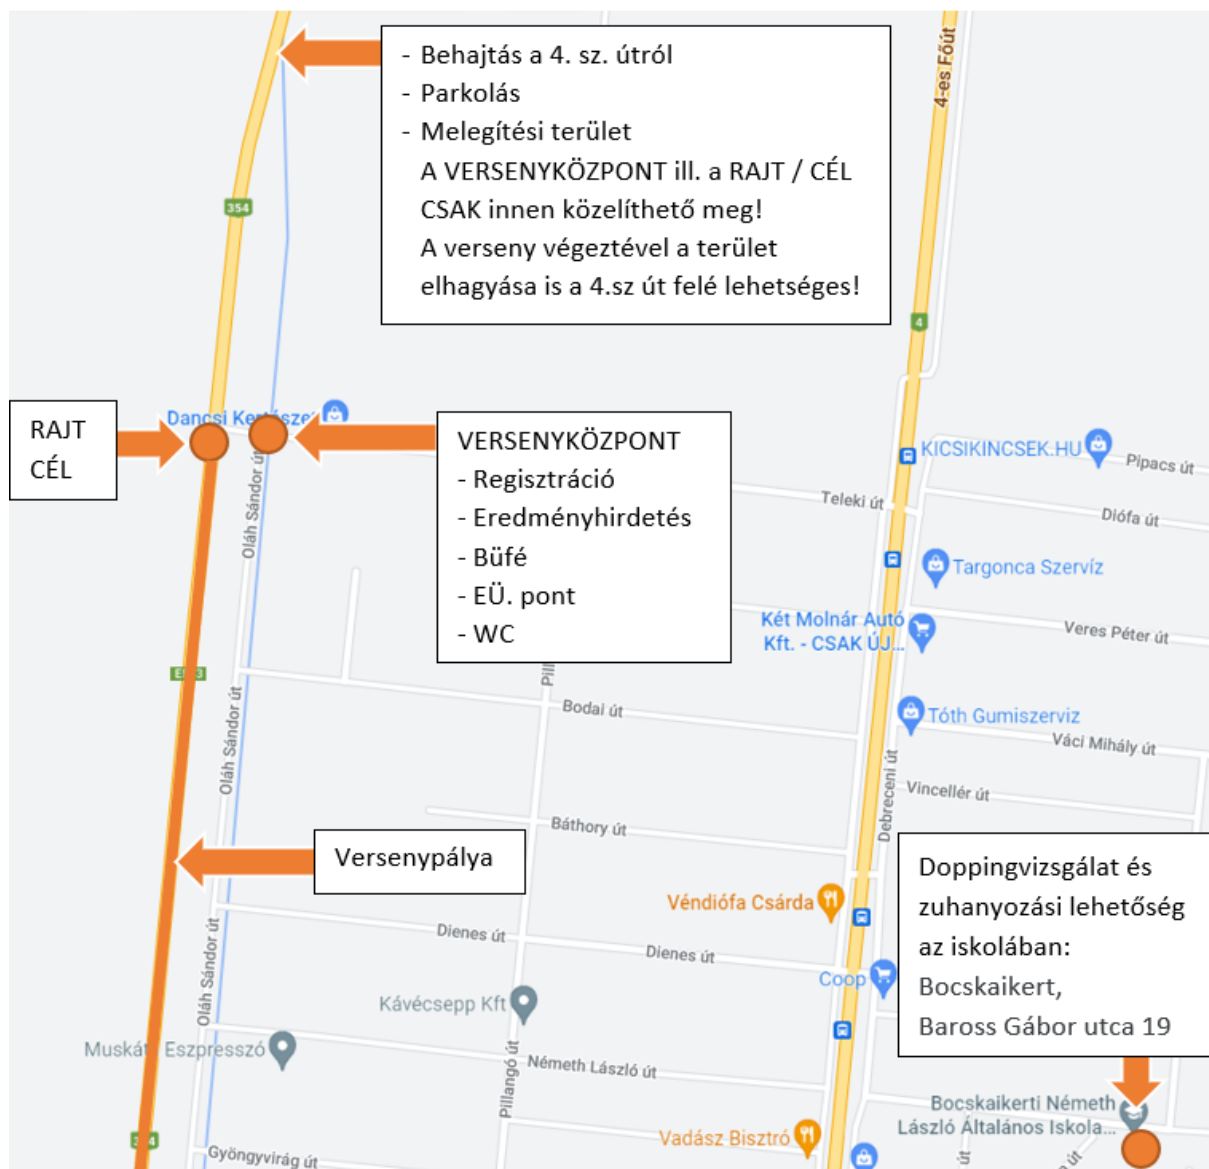 - Behajtás a 4. sz. útról
- Parkolás
- Melegítési terület
A VERSENYKÖZPONT ill. a RAJT / CÉL
CSAK innen közelíthető meg!
A verseny végeztével a terület
elhagyása is a 4.sz út felé lehetséges!
4-es Főút
354
4
RAJT
CÉL
Dancsi
VERSENYKÖZPONT
- Regisztráció
- Eredményhirdetés
- Büfé
- EÜ. pont
- WC
KICSIKINCSEK.HU
Pipacs út
Teleki út
Diófa út
Oláh Sándor út
Targonca Szervíz
Két Molnár Autó
Kft. - CSAK ÚJ...
Veres Péter út
Bodai út
Tóth Gumiszerviz
Váci Mihály út
Oláh Sándor út
Vincellér út
Debreceni út
Báthory út
Versenypálya
Doppingvizsgálat és
zuhanyozási lehetőség
az iskolában:
Bocskaikert,
Baross Gábor utca 19
Véndiófa Csárda
Dienes út
Dienes út
Oláh Sándor út
Coop
Kávécsepp Kft
Eszpresszó
Németh László út
Pillangó út
Bocskaikerti Németh
László Általános Iskola...
Vadász Bisztró
Gyöngyvirág út
út
út